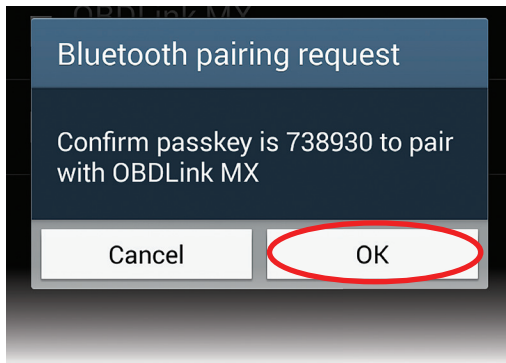 OBDLink MX
Bluetooth pairing request
Confirm passkey is 738930 to pair
with OBDLink MX
Cancel
OK